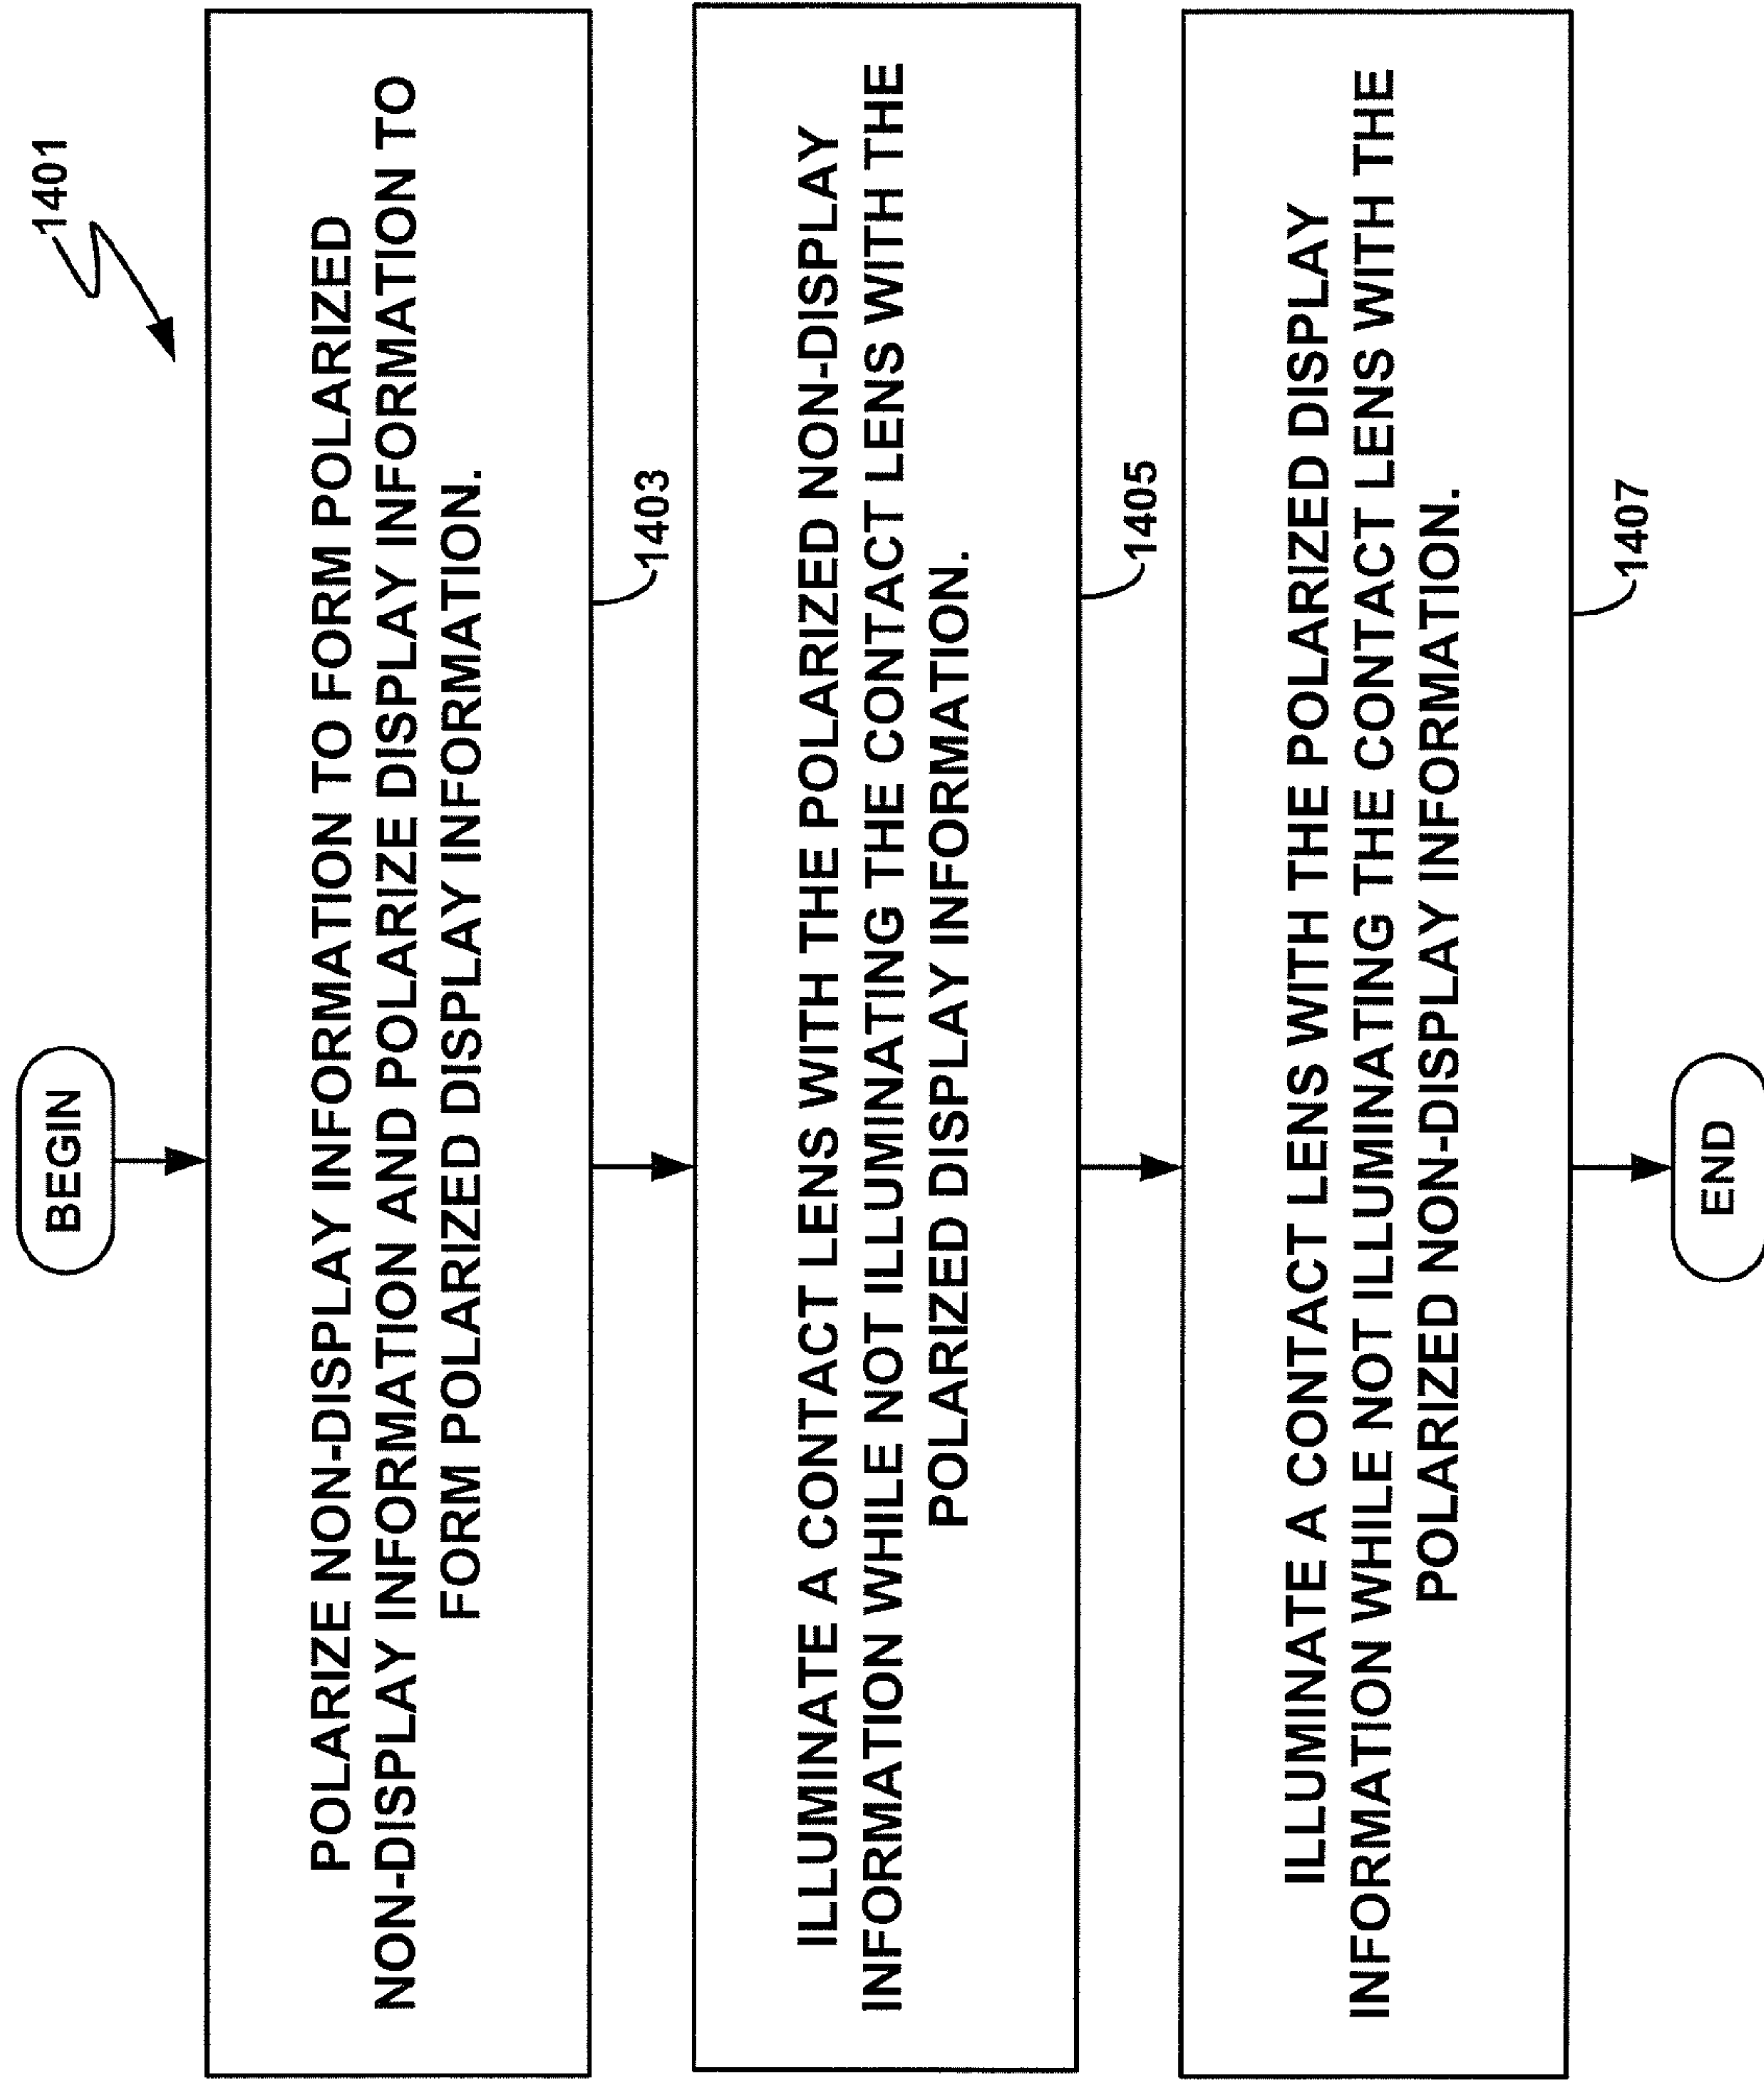 1401
BEGIN
POLARIZE NON-DISPLAY INFORMATION TO FORM POLARIZED
NON-DISPLAY INFORMATION AND POLARIZE DISPLAY INFORMATION TO
FORM POLARIZED DISPLAY INFORMATION.
1403
ILLUMINATE A CONTACT LENS WITH THE POLARIZED NON-DISPLAY
INFORMATION WHILE NOT ILLUMINATING THE CONTACT LENS WITH THE
POLARIZED DISPLAY INFORMATION.
1405
ILLUMINATE A CONTACT LENS WITH THE POLARIZED DISPLAY
INFORMATION WHILE NOT ILLUMINATING THE CONTACT LENS WITH THE
POLARIZED NON-DISPLAY INFORMATION.
1407
END